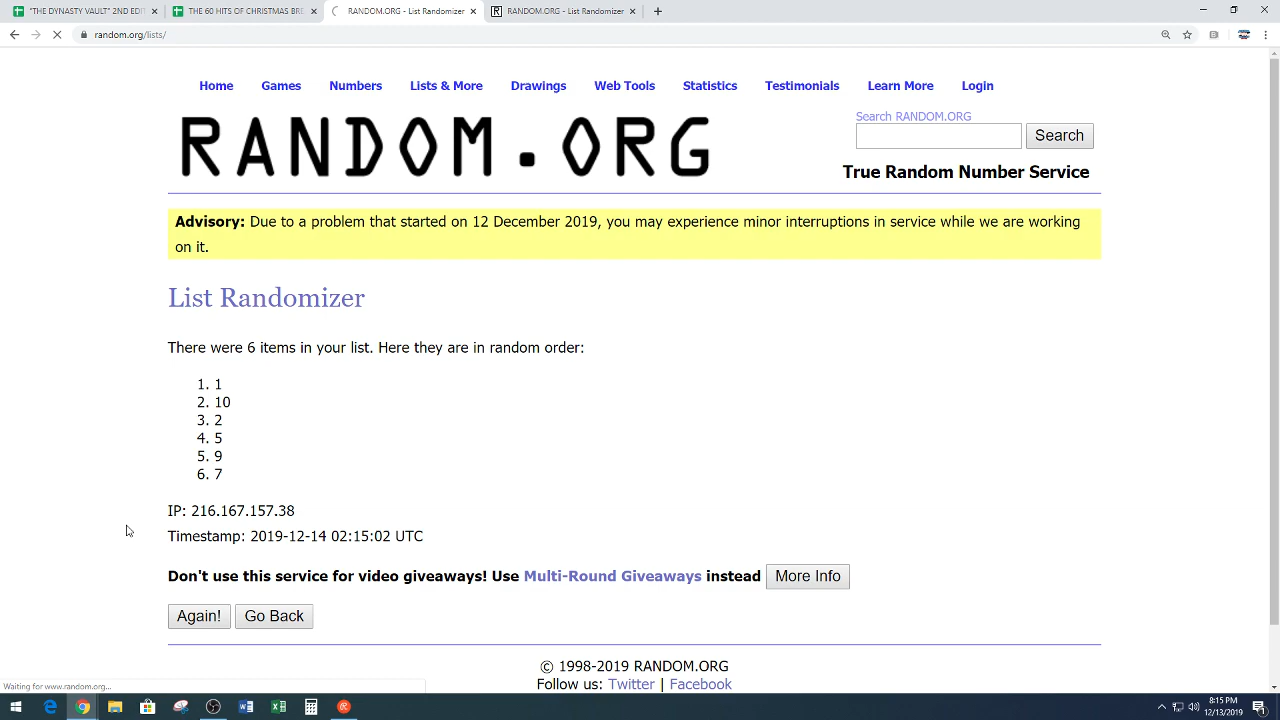 "THE DYNASTY VAULT" 2ND EDIT
THE 60 HITS OF CHRISTMAS BRE
RANDOM.ORG - List Randomizer
RANDOM.ORG - List Randomizer
random.org/lists/
Home Games Numbers Lists & More Drawings Web Tools Statistics Testimonials Learn More Login
RANDOM.ORG
Search RANDOM.ORG
Search
True Random Number Service
Advisory: Due to a problem that started on 12 December 2019, you may experience minor interruptions in service while we are working
on it.
List Randomizer
There were 6 items in your list. Here they are in random order:
1. 1
2. 10
3. 2
4. 5
5. 9
6. 7
IP: 216.167.157.38
Timestamp: 2019-12-14 02:15:02 UTC
Don't use this service for video giveaways! Use Multi-Round Giveaways instead More Info
Again! Go Back
© 1998-2019 RANDOM.ORG
Follow us: Twitter | Facebook
Waiting for www.random.org...
8:15 PM
12/13/2019